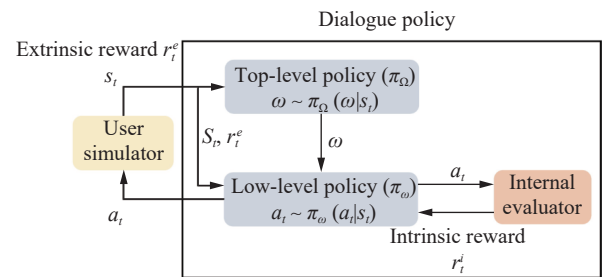 Dialogue policy
Extrinsic reward r_t^e
s_t
Top-level policy (π_Ω)
ω ~ π_Ω (ω|s_t)
User
simulator
S_t, r_t^e
ω
Low-level policy (π_ω)
a_t ~ π_ω (a_t|s_t)
a_t
Internal
evaluator
a_t
Intrinsic reward
r_t^i